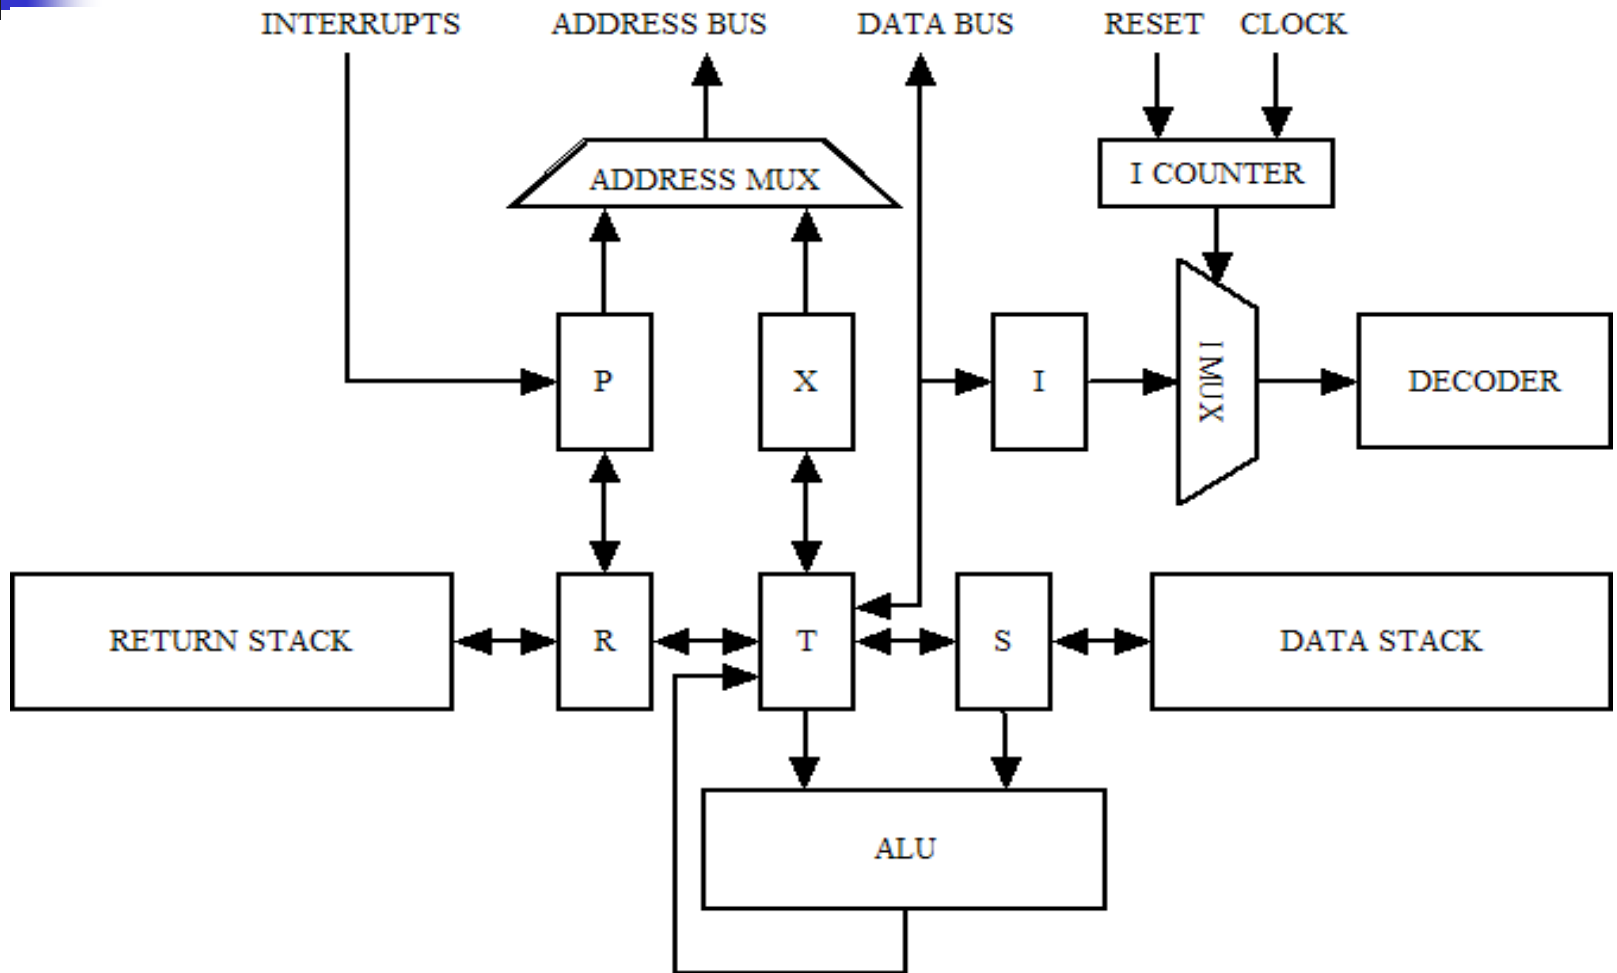 INTERRUPTS
ADDRESS BUS
DATA BUS
RESET
CLOCK
ADDRESS MUX
I COUNTER
P
X
I
I MUX
DECODER
RETURN STACK
R
T
S
DATA STACK
ALU